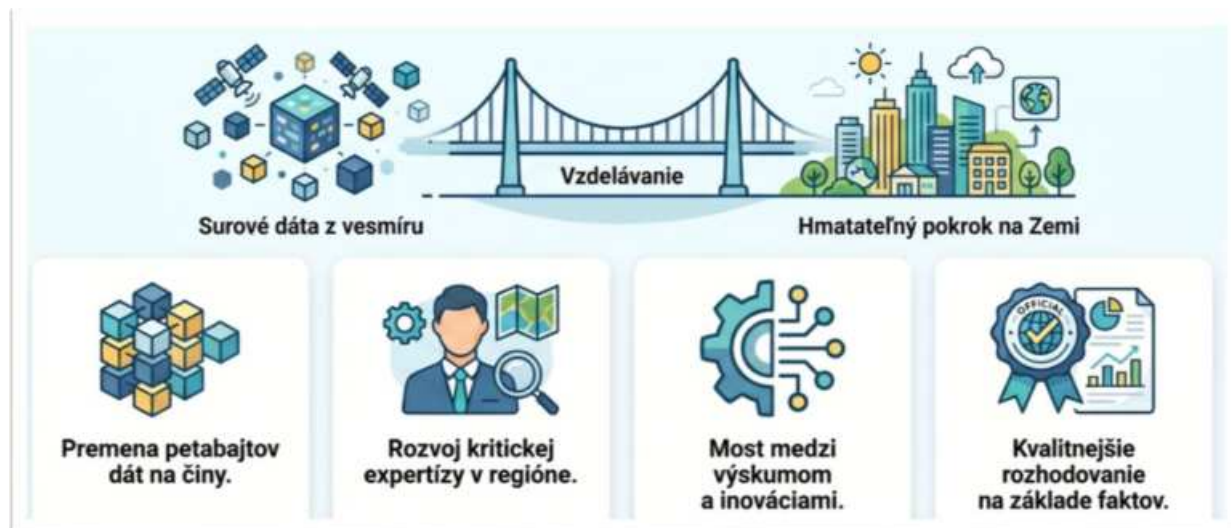 Vzdelávanie
Surové dáta z vesmíru
Hmatateľný pokrok na Zemi
Premena petabajtov
dát na činy.
Rozvoj kritickej
expertízy v regióne.
Most medzi
výskumom
a inováciami.
OFFICIAL
Kvalitnejšie
rozhodovanie
na základe faktov.